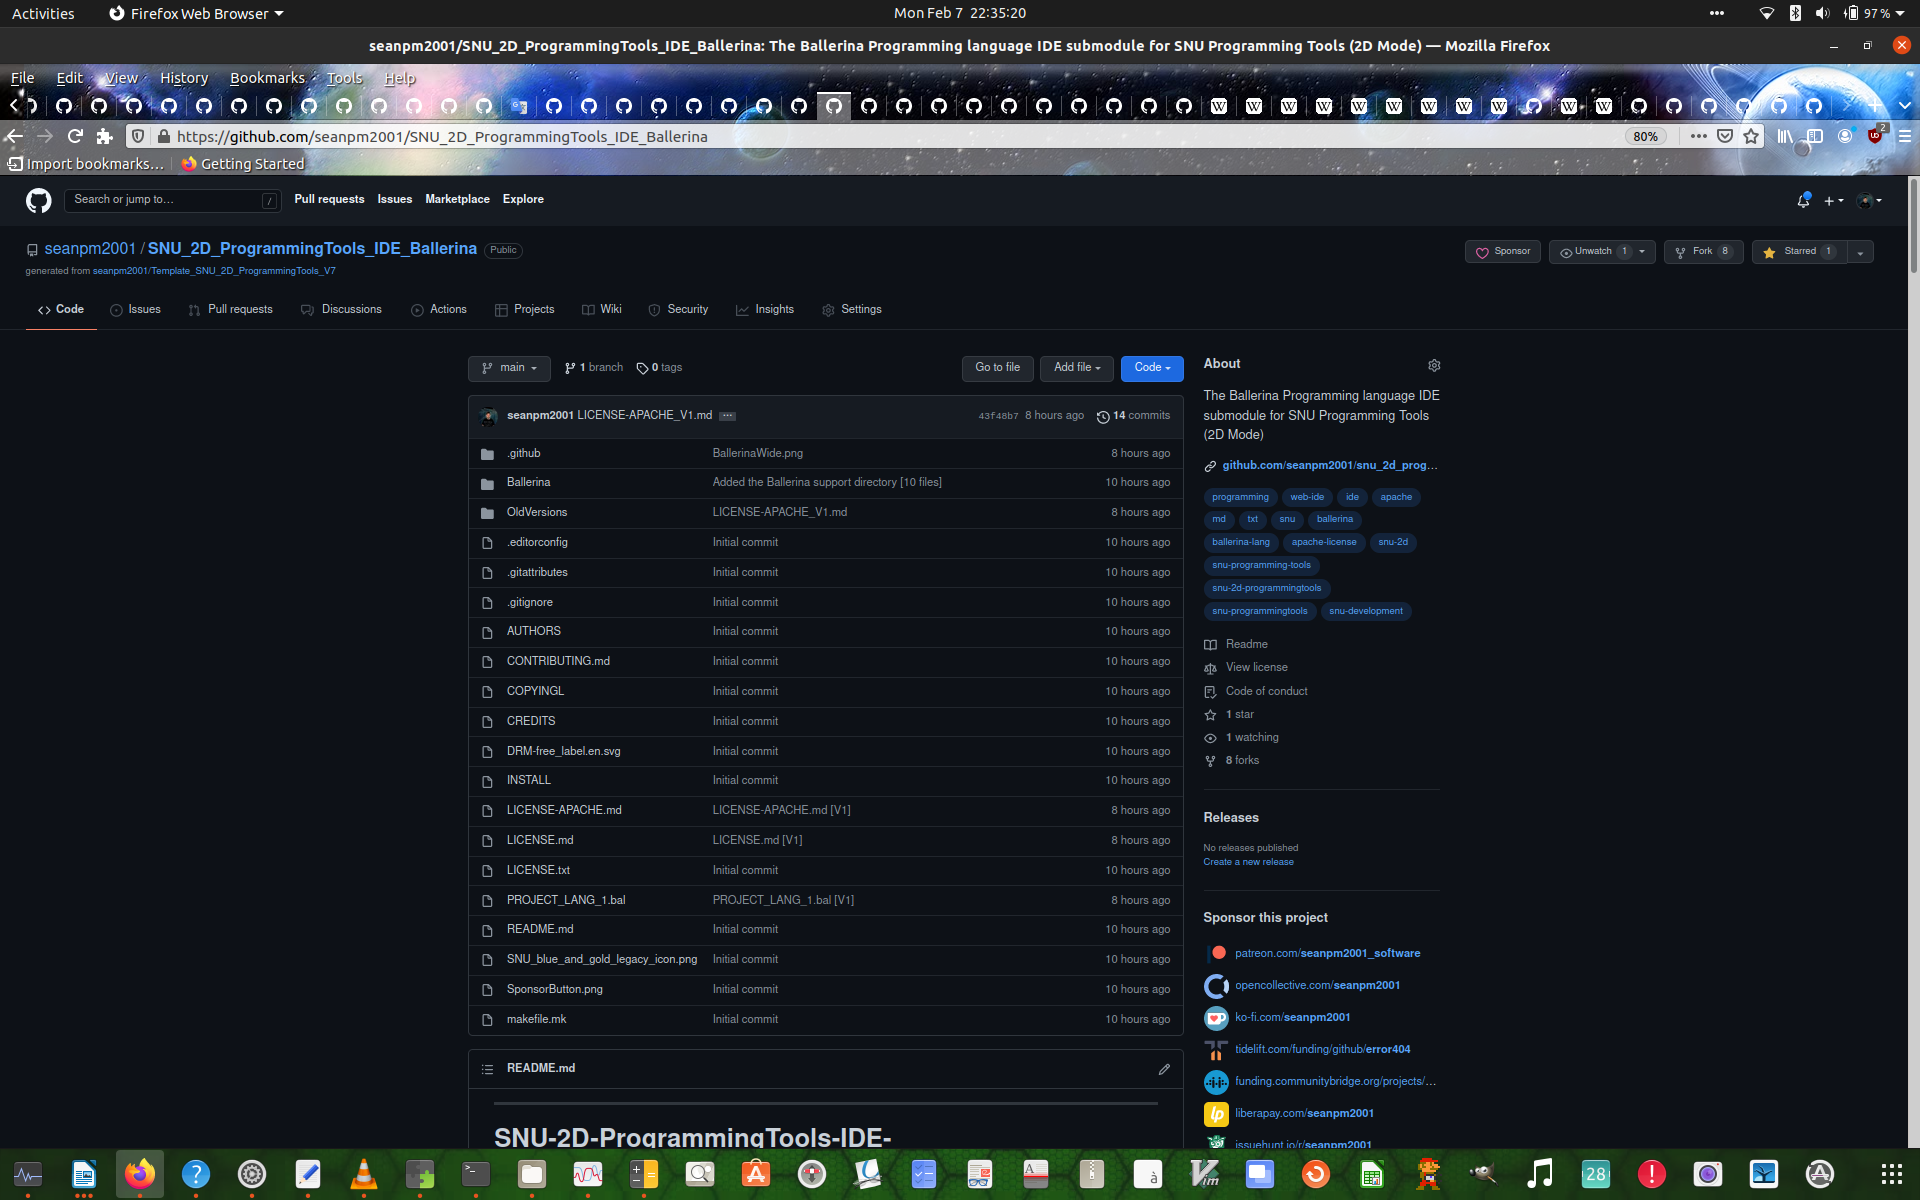 Activities
Firefox Web Browser
Mon Feb 7 22:35:20
97 %
seanpm2001/SNU_2D_ProgrammingTools_IDE_Ballerina: The Ballerina Programming language IDE submodule for SNU Programming Tools (2D Mode) — Mozilla Firefox
File Edit View History Bookmarks Tools Help
https://github.com/seanpm2001/SNU_2D_ProgrammingTools_IDE_Ballerina
80%
2
Import bookmarks...
Getting Started
Search or jump to...
/
Pull requests Issues Marketplace Explore
seanpm2001 / SNU_2D_ProgrammingTools_IDE_Ballerina Public
generated from seanpm2001/Template_SNU_2D_ProgrammingTools_V7
Sponsor
Unwatch 1
Fork 8
Starred 1
Code
Issues
Pull requests
Discussions
Actions
Projects
Wiki
Security
Insights
Settings
main
1 branch
0 tags
Go to file
Add file
Code
seanpm2001 LICENSE-APACHE_V1.md
43f48b7 8 hours ago
14 commits
.github BallerinaWide.png 8 hours ago
Ballerina Added the Ballerina support directory [10 files] 10 hours ago
OldVersions LICENSE-APACHE_V1.md 8 hours ago
.editorconfig Initial commit 10 hours ago
.gitattributes Initial commit 10 hours ago
.gitignore Initial commit 10 hours ago
AUTHORS Initial commit 10 hours ago
CONTRIBUTING.md Initial commit 10 hours ago
COPYINGL Initial commit 10 hours ago
CREDITS Initial commit 10 hours ago
DRM-free_label.en.svg Initial commit 10 hours ago
INSTALL Initial commit 10 hours ago
LICENSE-APACHE.md LICENSE-APACHE.md [V1] 8 hours ago
LICENSE.md LICENSE.md [V1] 8 hours ago
LICENSE.txt Initial commit 10 hours ago
PROJECT_LANG_1.bal PROJECT_LANG_1.bal [V1] 8 hours ago
README.md Initial commit 10 hours ago
SNU_blue_and_gold_legacy_icon.png Initial commit 10 hours ago
SponsorButton.png Initial commit 10 hours ago
makefile.mk Initial commit 10 hours ago
README.md
SNU-2D-ProgrammingTools-IDE-
About
The Ballerina Programming language IDE
submodule for SNU Programming Tools
(2D Mode)
github.com/seanpm2001/snu_2d_prog...
programming web-ide ide apache
md txt snu ballerina
ballerina-lang apache-license snu-2d
snu-programming-tools
snu-2d-programmingtools
snu-programmingtools snu-development
Readme
View license
Code of conduct
1 star
1 watching
8 forks
Releases
No releases published
Create a new release
Sponsor this project
patreon.com/seanpm2001_software
opencollective.com/seanpm2001
ko-fi.com/seanpm2001
tidelift.com/funding/github/error404
funding.communitybridge.org/projects/...
liberapay.com/seanpm2001
issuehunt.io/r/seanpm2001
28